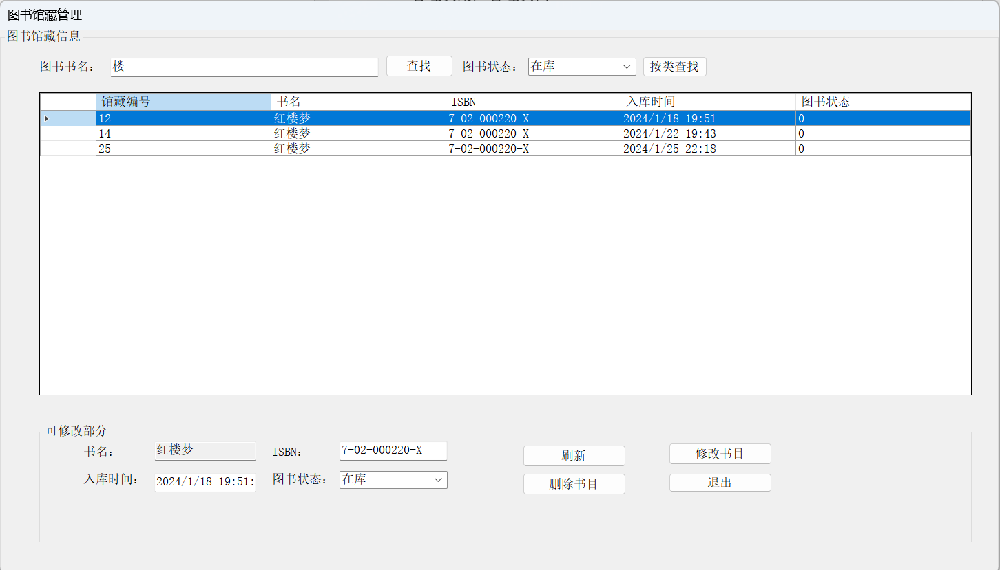 图书馆藏管理
图书馆藏信息
图书书名： 楼 查找 图书状态： 在库 按类查找
馆藏编号 书名 ISBN 入库时间 图书状态
12 红楼梦 7-02-000220-X 2024/1/18 19:51 0
14 红楼梦 7-02-000220-X 2024/1/22 19:43 0
25 红楼梦 7-02-000220-X 2024/1/25 22:18 0
可修改部分
书名： 红楼梦 ISBN： 7-02-000220-X 刷新 修改书目
入库时间： 2024/1/18 19:51: 图书状态： 在库 删除书目 退出